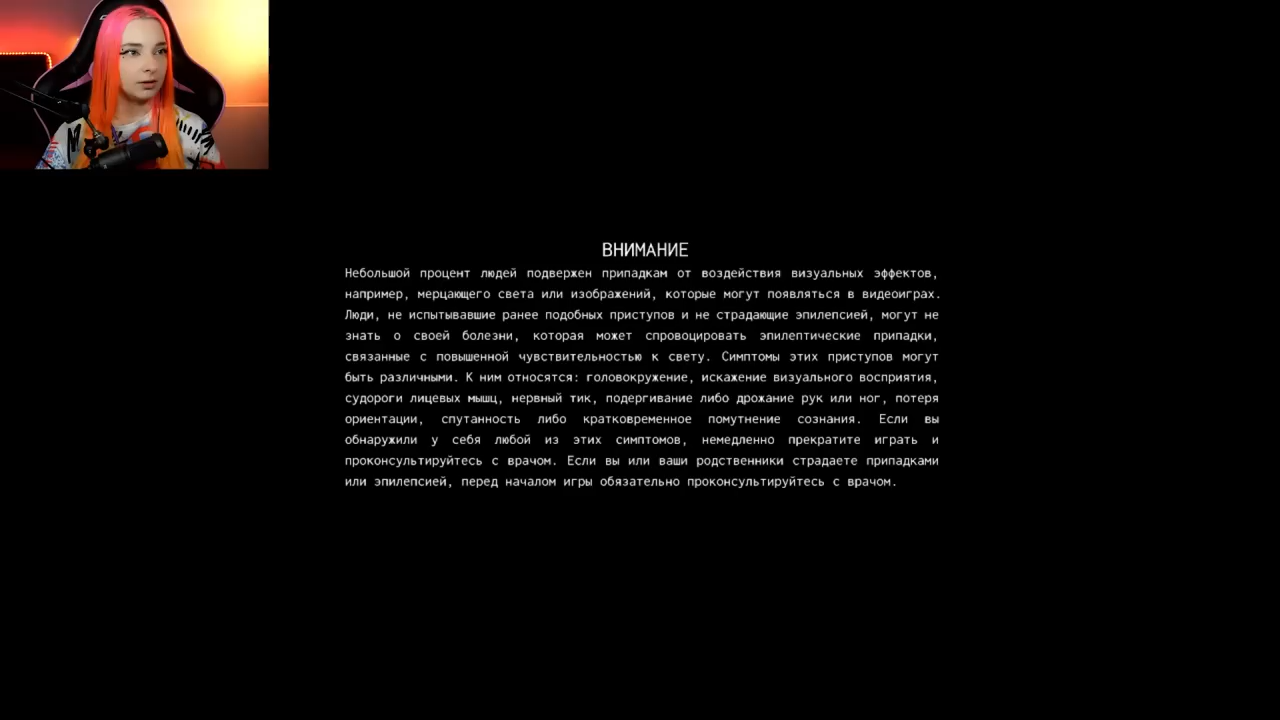 ВНИМАНИЕ
Небольшой процент людей подвержен припадкам от воздействия визуальных эффектов,
например, мерцающего света или изображений, которые могут появляться в видеоиграх.
Люди, не испытывавшие ранее подобных приступов и не страдающие эпилепсией, могут не
знать о своей болезни, которая может спровоцировать эпилептические припадки,
связанные с повышенной чувствительностью к свету. Симптомы этих приступов могут
быть различными. К ним относятся: головокружение, искажение визуального восприятия,
судороги лицевых мышц, нервный тик, подергивание либо дрожание рук или ног, потеря
ориентации, спутанность либо кратковременное помутнение сознания. Если вы
обнаружили у себя любой из этих симптомов, немедленно прекратите играть и
проконсультируйтесь с врачом. Если вы или ваши родственники страдаете припадками
или эпилепсией, перед началом игры обязательно проконсультируйтесь с врачом.